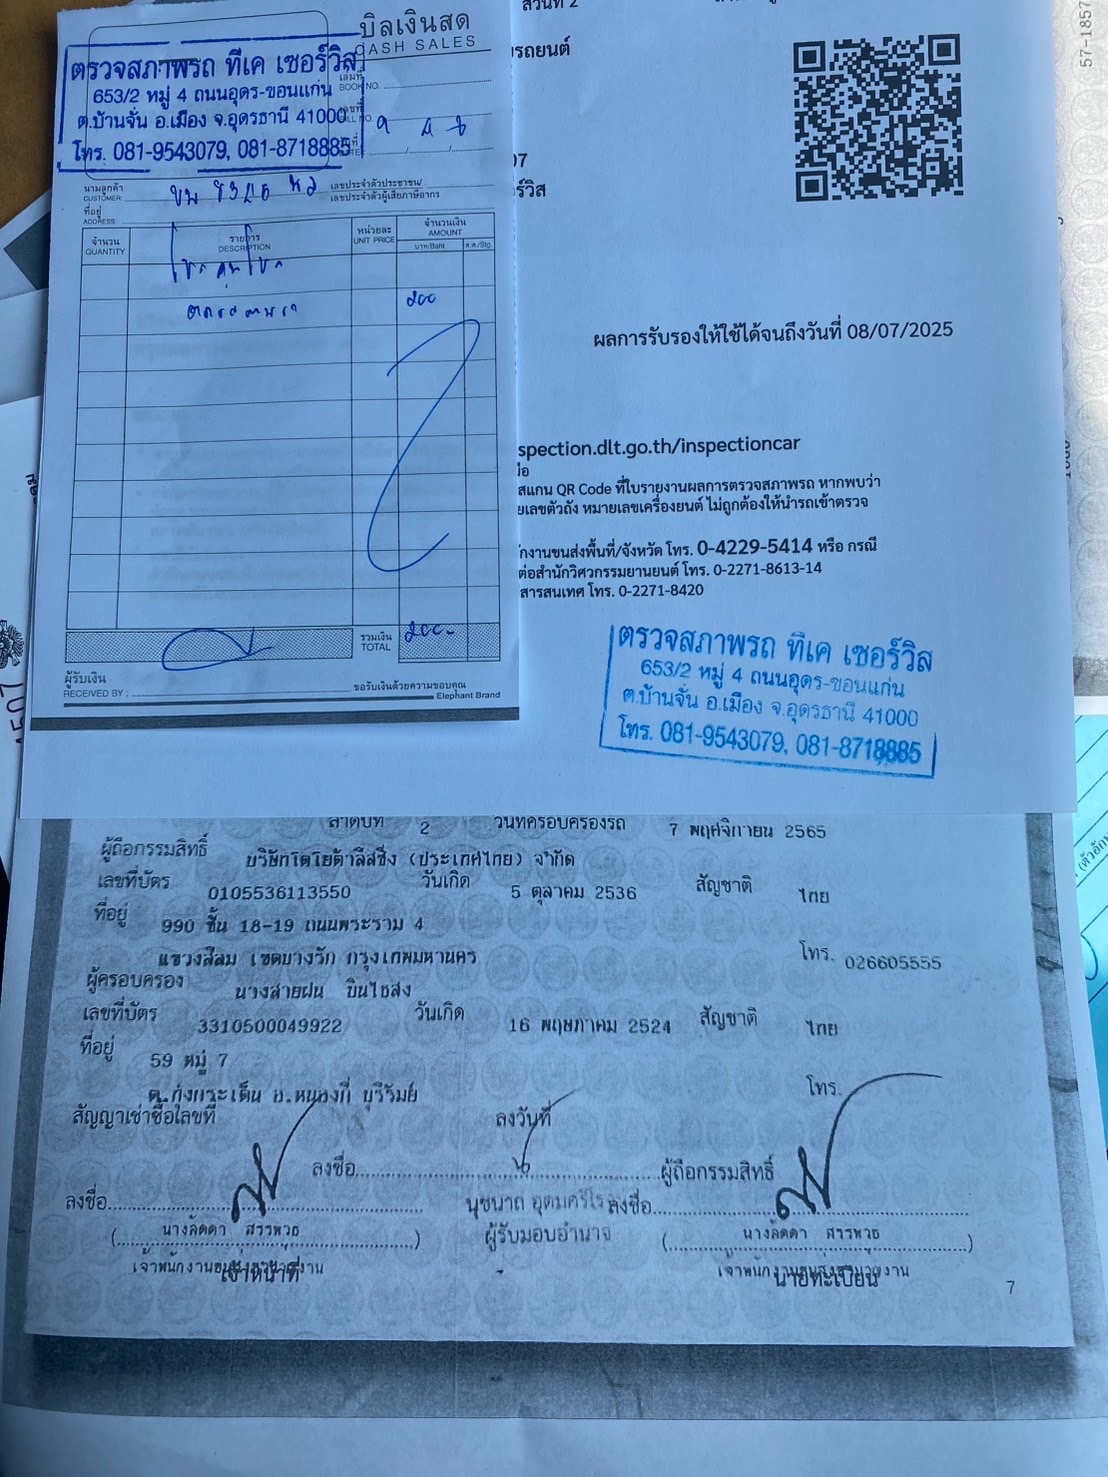 บิลเงินสด
CASH SALES
ตรวจสภาพรถ ทีเค เซอร์วิส
653/2 หมู่ 4 ถนนอุดร-ขอนแก่น
ต.บ้านจั่น อ.เมือง จ.อุดรธานี 41000
โทร. 081-9543079, 081-8718885
เล่มที่
BOOK NO.
เลขที่
นามลูกค้า
CUSTOMER
เลขประจำตัวประชาชน/
เลขประจำตัวผู้เสียภาษีอากร
ที่อยู่
ADDRESS
จำนวน
QUANTITY
รายการ
DESCRIPTION
หน่วยละ
UNIT PRICE
จำนวนเงิน
AMOUNT
บาท/Baht
ส.ต./Stg.
๒๐๐
รวมเงิน
TOTAL
๒๐๐.-
ผู้รับเงิน
RECEIVED BY :
ขอรับเงินด้วยความขอบคุณ
Elephant Brand
ส่วนที่ 2
รถยนต์
07
ร์วิส
ผลการรับรองให้ใช้ได้จนถึงวันที่ 08/07/2025
spection.dlt.go.th/inspectioncar
สแกน QR Code ที่ใบรายงานผลการตรวจสภาพรถ หากพบว่า
ยเลขตัวถัง หมายเลขเครื่องยนต์ ไม่ถูกต้องให้นำรถเข้าตรวจ
ักงานขนส่งพื้นที่/จังหวัด โทร. 0-4229-5414 หรือ กรณี
ต่อสำนักวิศวกรรมยานยนต์ โทร. 0-2271-8613-14
สารสนเทศ โทร. 0-2271-8420
ตรวจสภาพรถ ทีเค เซอร์วิส
653/2 หมู่ 4 ถนนอุดร-ขอนแก่น
ต.บ้านจั่น อ.เมือง จ.อุดรธานี 41000
โทร. 081-9543079, 081-8718885
57-1857
ลำดับที่ 2 วันที่ครอบครองรถ 7 พฤศจิกายน 2565
ผู้ถือกรรมสิทธิ์ บริษัทโตโยต้าลีสซิ่ง (ประเทศไทย) จำกัด
เลขที่บัตร 0105536113550 วันเกิด 5 ตุลาคม 2536 สัญชาติ ไทย
ที่อยู่ 990 ชั้น 18-19 ถนนพระราม 4
แขวงสีลม เขตบางรัก กรุงเทพมหานคร โทร. 026605555
ผู้ครอบครอง นางสายฝน ขินไธสง
เลขที่บัตร 3310500049922 วันเกิด 16 พฤษภาคม 2524 สัญชาติ ไทย
ที่อยู่ 59 หมู่ 7
ต.ทุ่งกระเต็น อ.หนองกี่ บุรีรัมย์ โทร.
สัญญาเช่าซื้อเลขที่ ลงวันที่
ลงชื่อ ผู้ถือกรรมสิทธิ์
ลงชื่อ นุชนาถ ลงชื่อ
(นางลัดดา สรรพวุธ) ผู้รับมอบอำนาจ (นางลัดดา สรรพวุธ)
เจ้าหน้าที่ นายทะเบียน
7